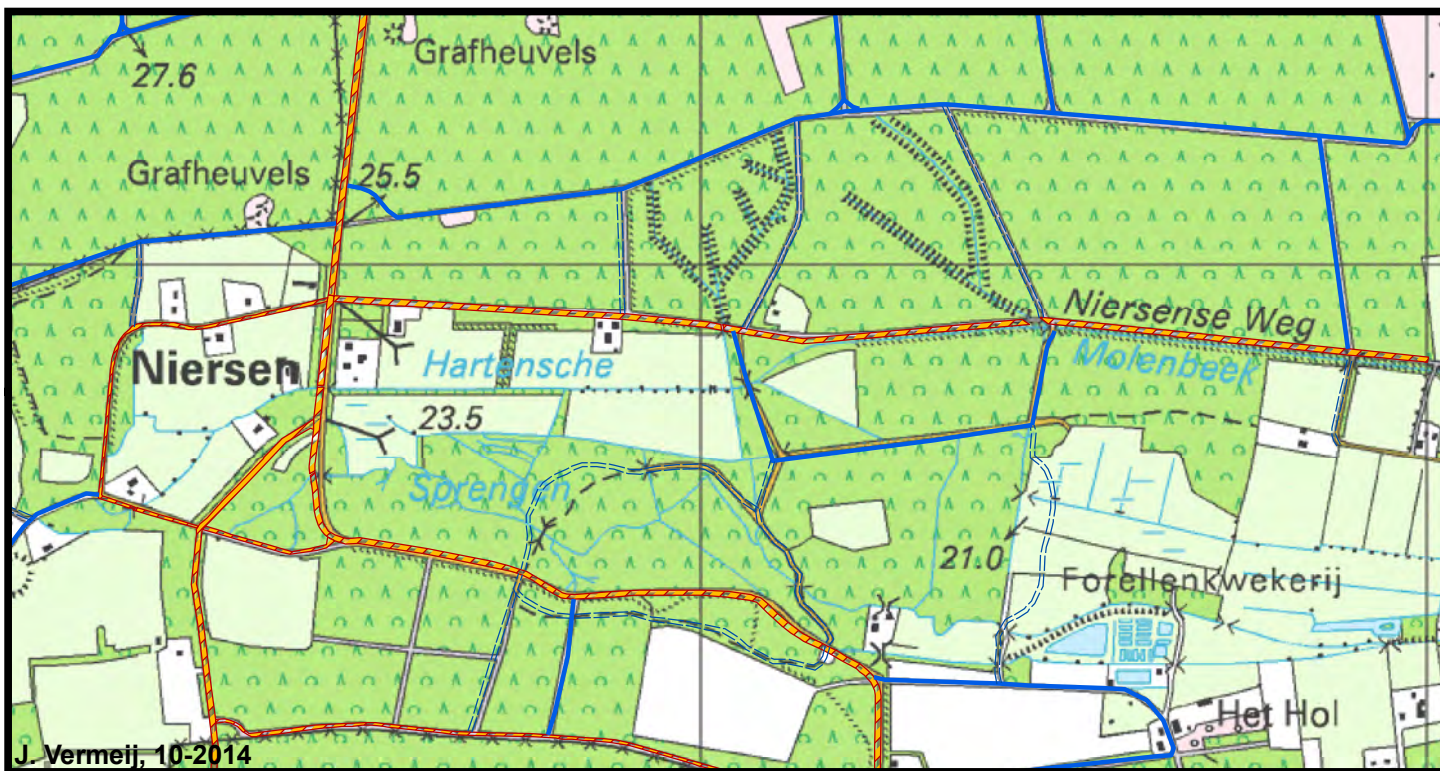 Grafheuvels
27.6
Grafheuvels
25.5
Niersense Weg
Niersen
Hartensche
Molenbeek
23.5
Sprengen
21.0
Forellenkwekerij
Het Hol
J. Vermeij, 10-2014